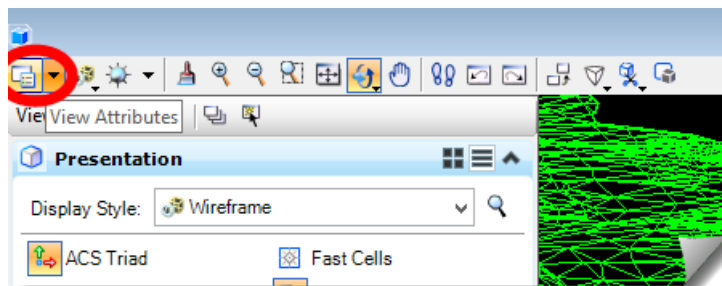 Vie
View Attributes
Presentation
Display Style: Wireframe
ACS Triad Fast Cells